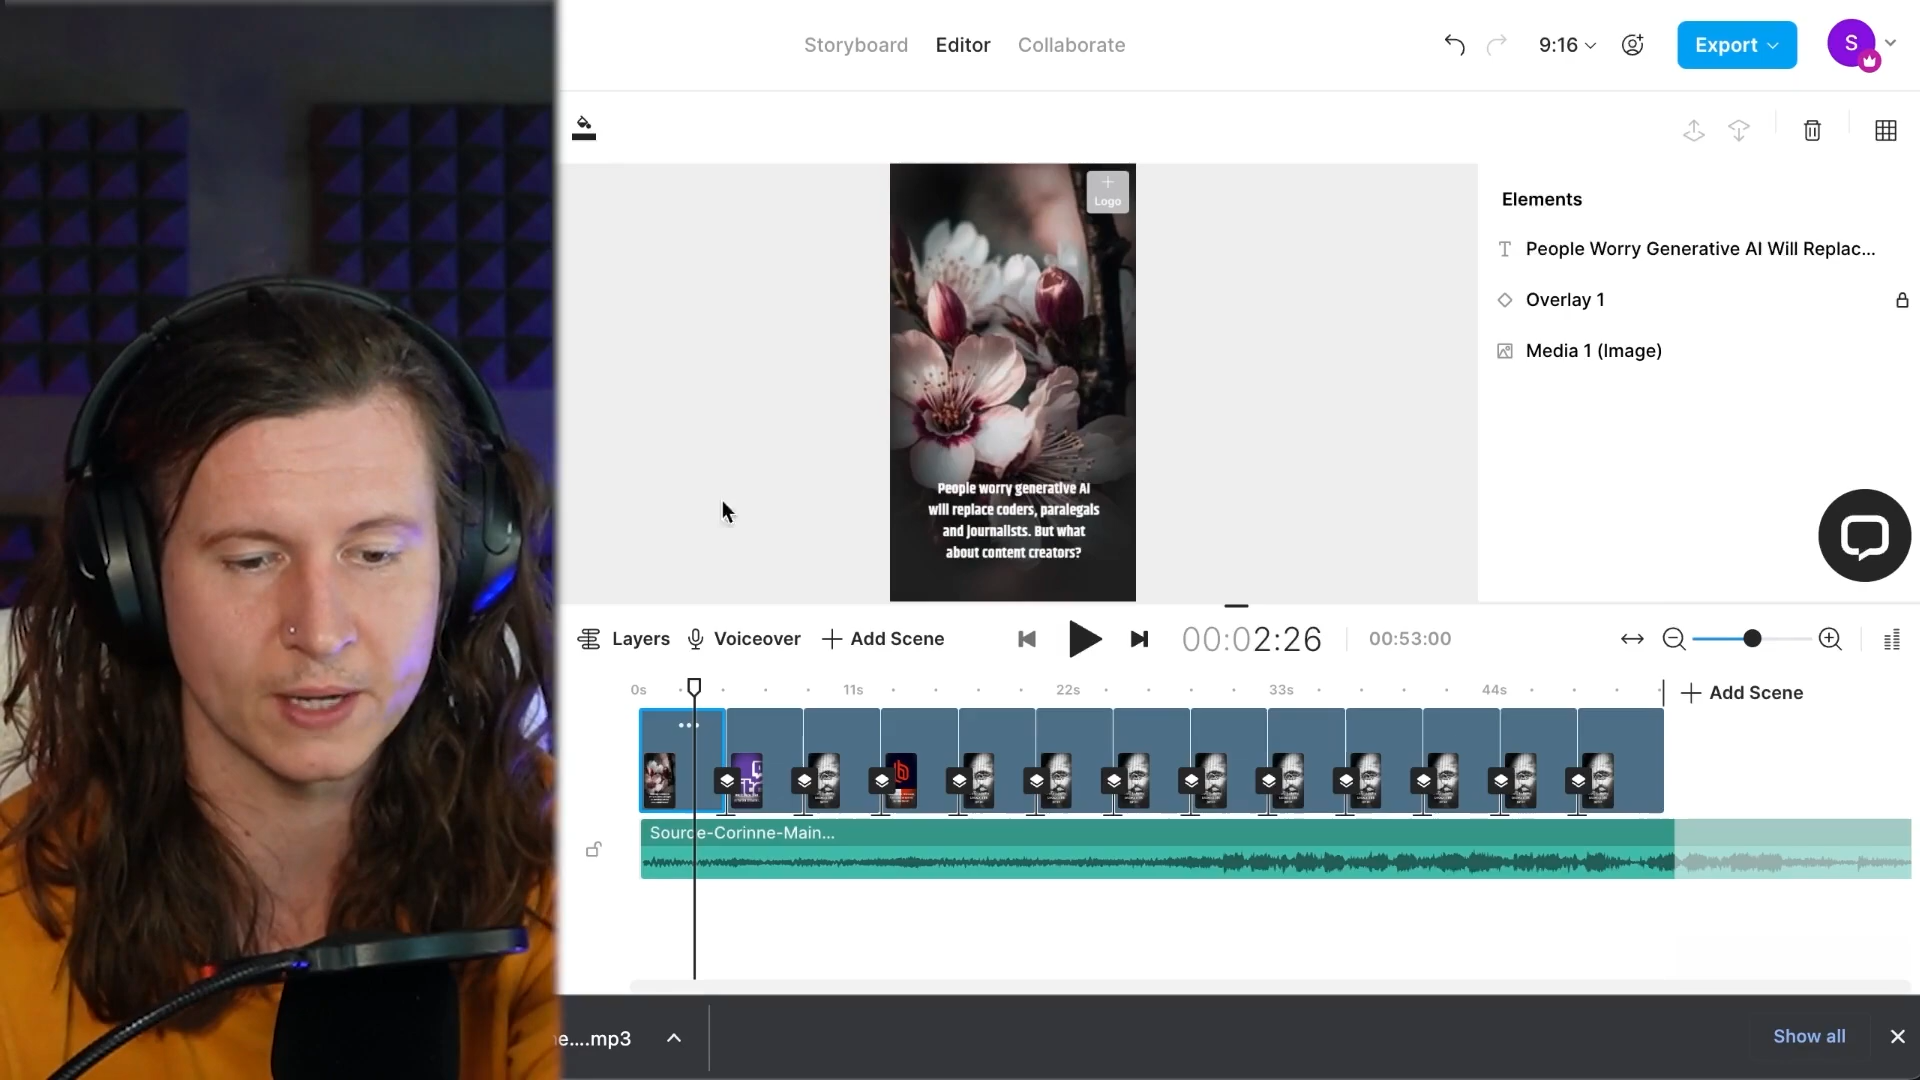 Storyboard Editor Collaborate
9:16
Export
S
+
Logo
Elements
People Worry Generative AI Will Replac...
Overlay 1
Media 1 (Image)
People worry generative AI
will replace coders, paralegals
and journalists. But what
about content creators?
Layers Voiceover + Add Scene
00:02:26 00:53:00
0s 11s 22s 33s 44s + Add Scene
Source-Corinne-Main...
e....mp3
Show all